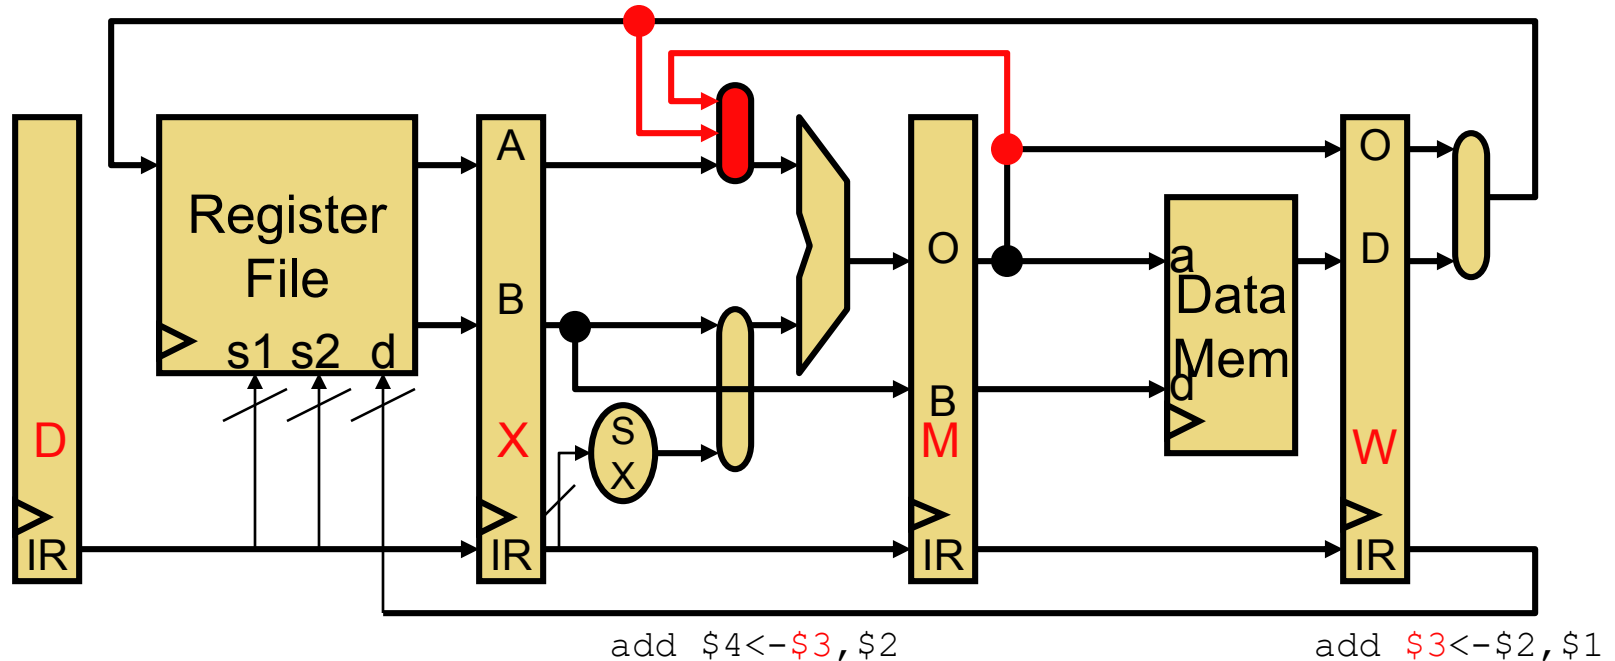 A
O
Register
File
O
D
a
B
Data
Mem
s1 s2 d
d
B
S
X
D
X
M
W
IR
IR
IR
IR
add $4<-$3,$2
add $3<-$2,$1